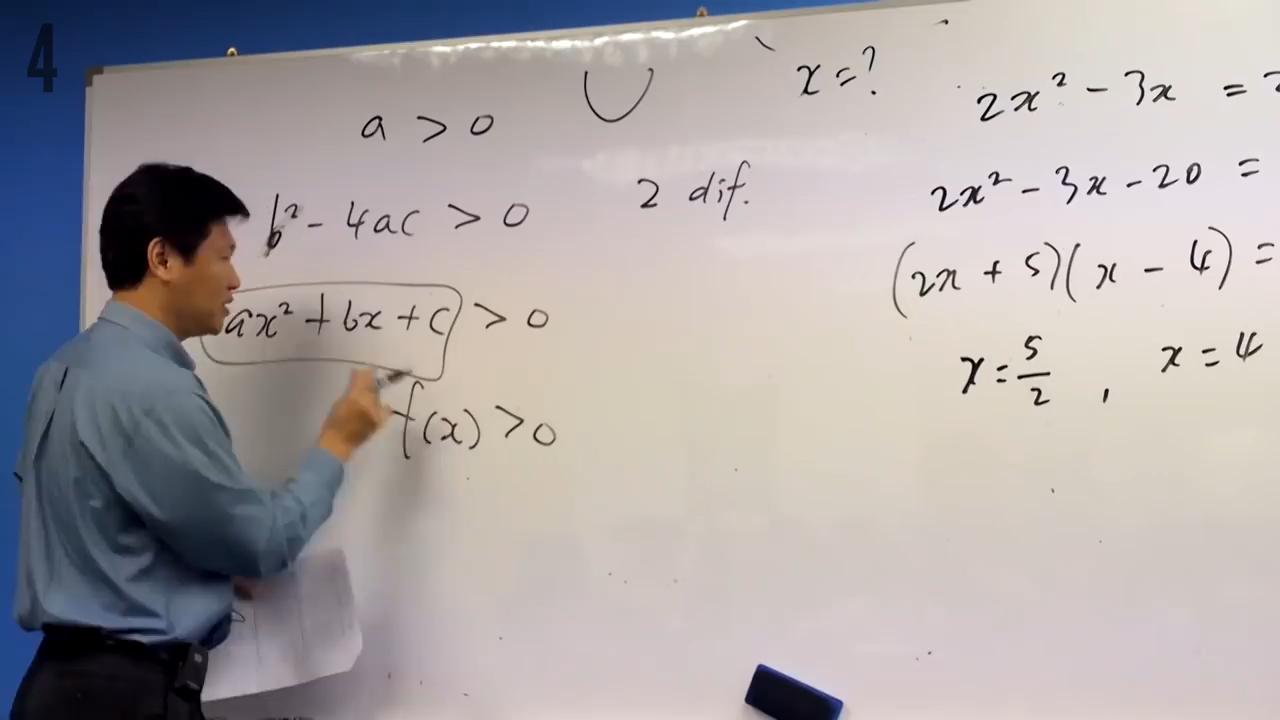 4
a > 0
x = ?
b² - 4ac > 0
2 dif.
ax² + bx + c > 0
f(x) > 0
2x² - 3x =
2x² - 3x - 20 =
(2x + 5)(x - 4) =
x = 5/2 , x = 4